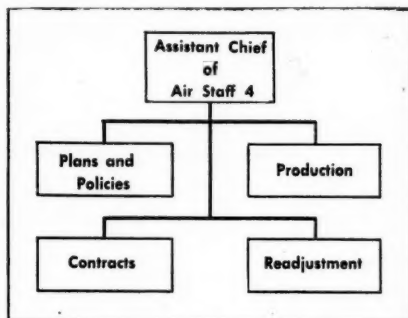 Assistant Chief
of
Air Staff 4
Plans and
Policies
Production
Contracts
Readjustment